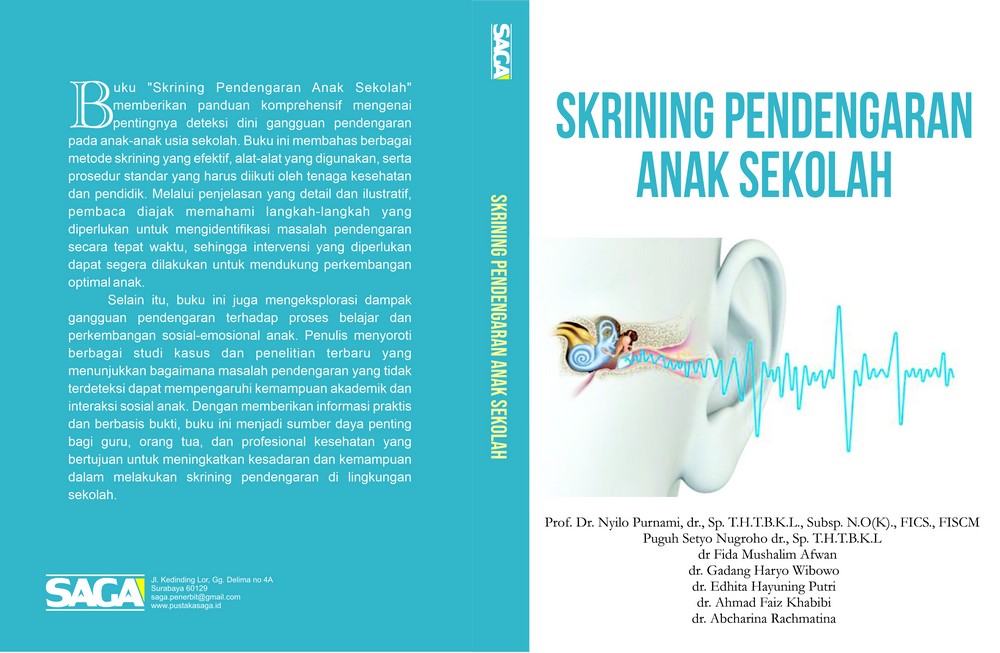 Buku "Skrining Pendengaran Anak Sekolah"
memberikan panduan komprehensif mengenai
pentingnya deteksi dini gangguan pendengaran
pada anak-anak usia sekolah. Buku ini membahas berbagai
metode skrining yang efektif, alat-alat yang digunakan, serta
prosedur standar yang harus diikuti oleh tenaga kesehatan
dan pendidik. Melalui penjelasan yang detail dan ilustratif,
pembaca diajak memahami langkah-langkah yang
diperlukan untuk mengidentifikasi masalah pendengaran
secara tepat waktu, sehingga intervensi yang diperlukan
dapat segera dilakukan untuk mendukung perkembangan
optimal anak.
Selain itu, buku ini juga mengeksplorasi dampak
gangguan pendengaran terhadap proses belajar dan
perkembangan sosial-emosional anak. Penulis menyoroti
berbagai studi kasus dan penelitian terbaru yang
menunjukkan bagaimana masalah pendengaran yang tidak
terdeteksi dapat mempengaruhi kemampuan akademik dan
interaksi sosial anak. Dengan memberikan informasi praktis
dan berbasis bukti, buku ini menjadi sumber daya penting
bagi guru, orang tua, dan profesional kesehatan yang
bertujuan untuk meningkatkan kesadaran dan kemampuan
dalam melakukan skrining pendengaran di lingkungan
sekolah.
SAGA
Jl. Kedinding Lor, Gg. Delima no 4A
Surabaya 60129
saga.penerbit@gmail.com
www.pustakasaga.id
SAGA
SKRINING PENDENGARAN ANAK SEKOLAH
SKRINING PENDENGARAN
ANAK SEKOLAH
Prof. Dr. Nyilo Purnami, dr., Sp. T.H.T.B.K.L., Subsp. N.O(K)., FICS., FISCM
Puguh Setyo Nugroho dr., Sp. T.H.T.B.K.L
dr Fida Mushalim Afwan
dr. Gadang Haryo Wibowo
dr. Edhita Hayuning Putri
dr. Ahmad Faiz Khabibi
dr. Abcharina Rachmatina